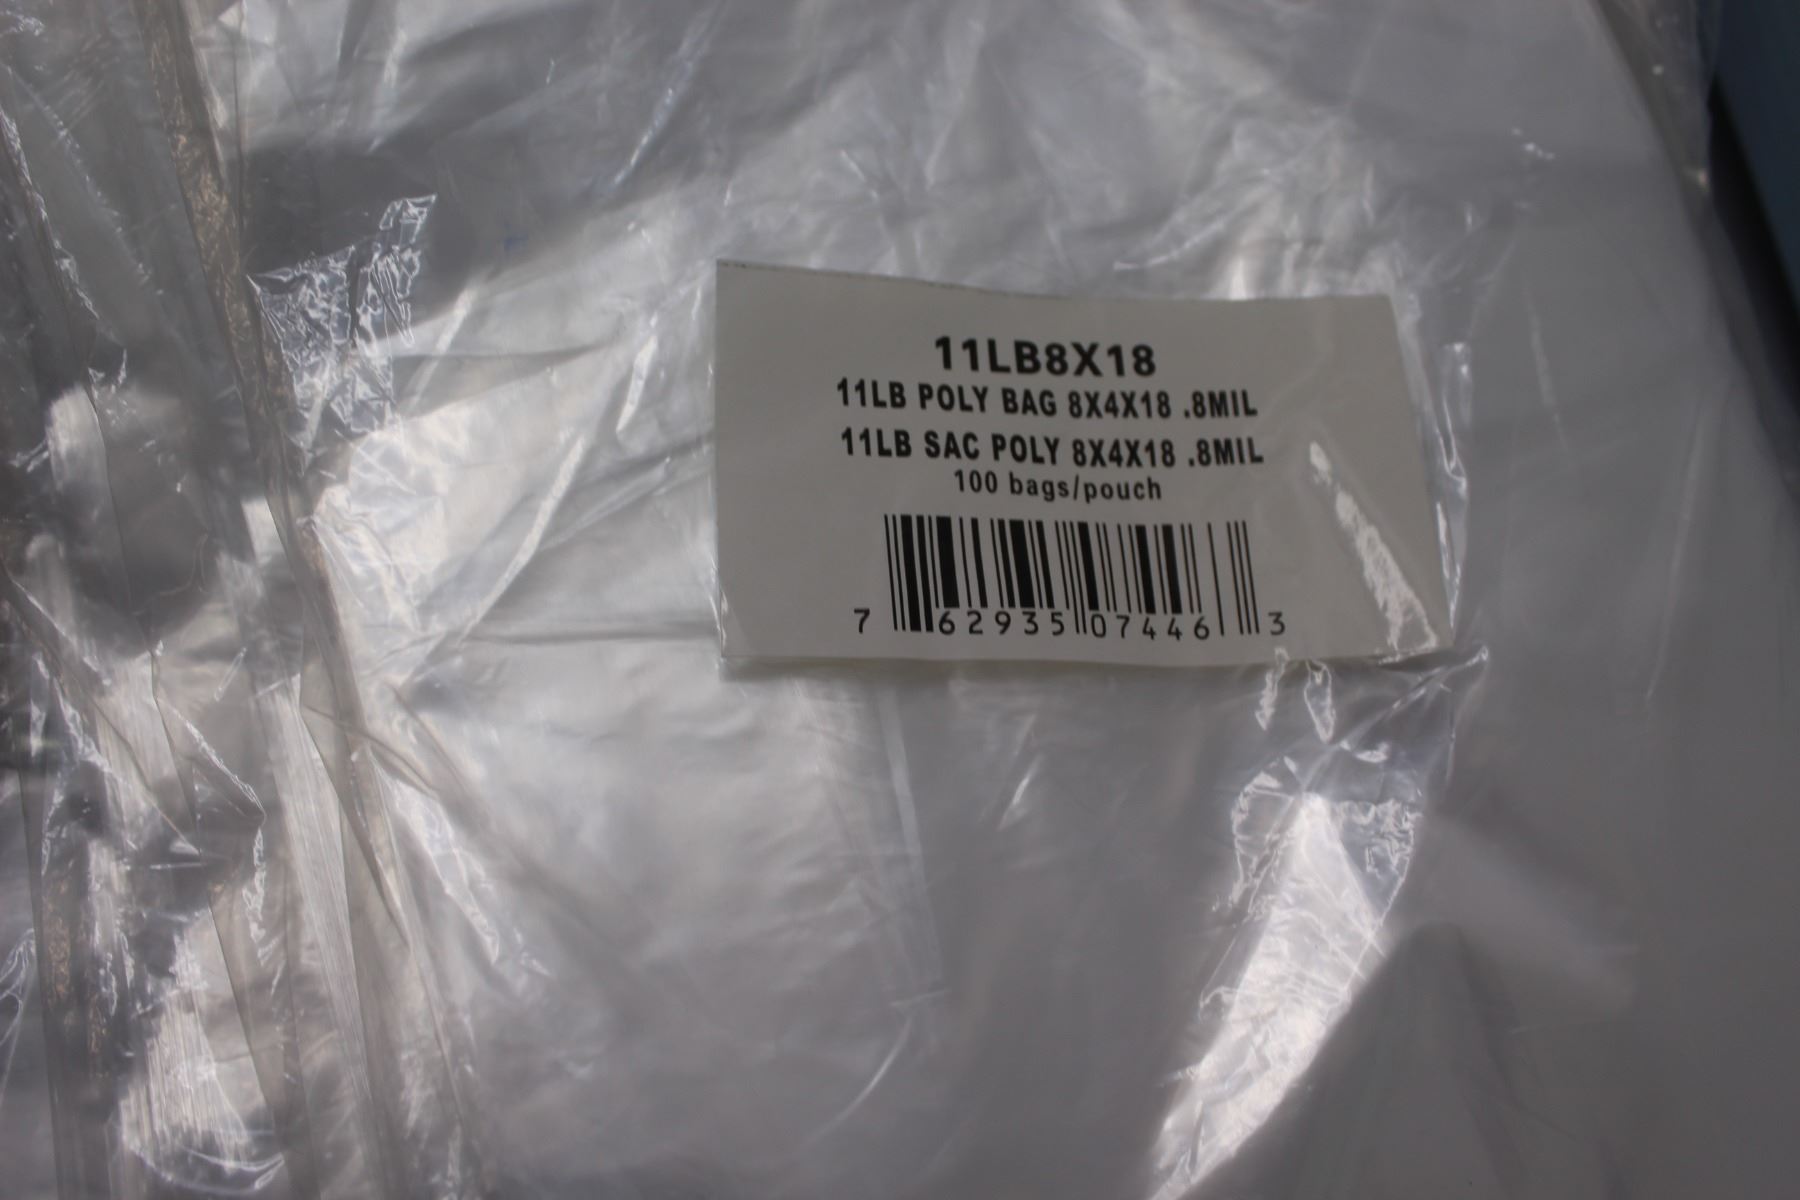 11LB8X18
11LB POLY BAG 8X4X18 .8MIL
11LB SAC POLY 8X4X18 .8MIL
100 bags/pouch
7 62935 07446 3